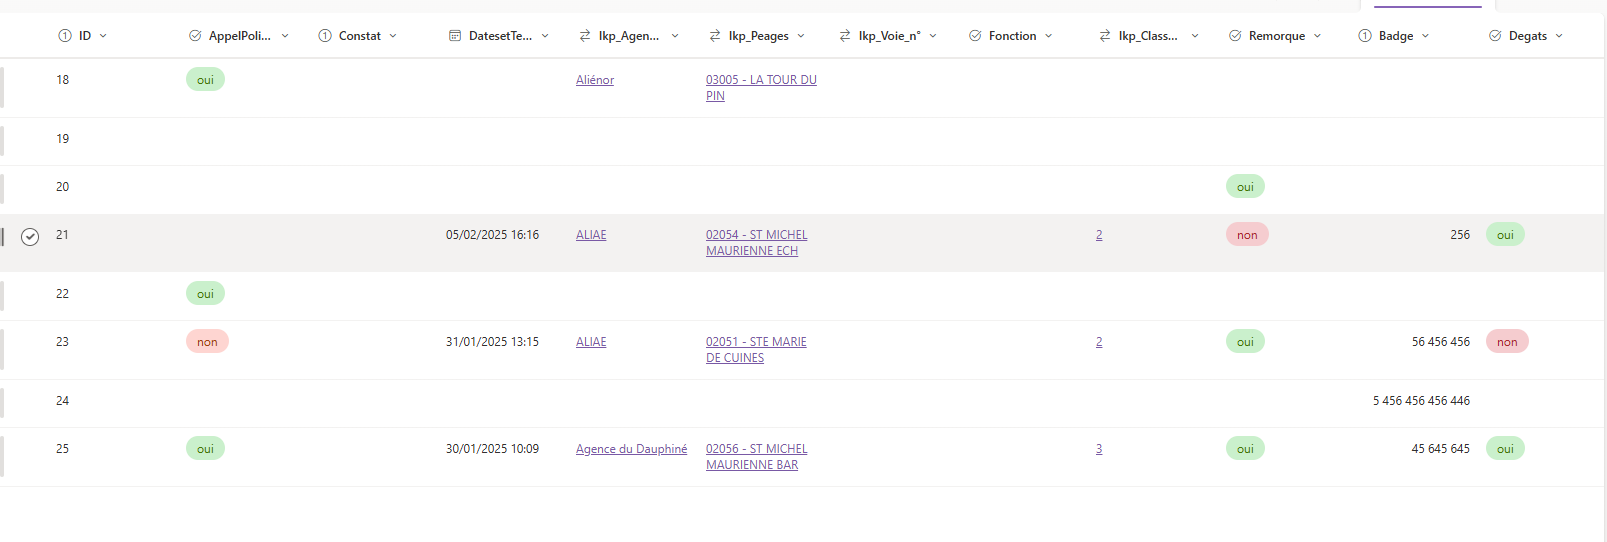 ID AppelPoli... Constat DatesetTe... lkp_Agen... lkp_Peages lkp_Voie_n° Fonction lkp_Class... Remorque Badge Degats
18 oui Aliénor 03005 - LA TOUR DU
PIN
19
20 oui
21 05/02/2025 16:16 ALIAE 02054 - ST MICHEL 2 non 256 oui
MAURIENNE ECH
22 oui
23 non 31/01/2025 13:15 ALIAE 02051 - STE MARIE 2 oui 56 456 456 non
DE CUINES
24 5 456 456 456 446
25 oui 30/01/2025 10:09 Agence du Dauphiné 02056 - ST MICHEL 3 oui 45 645 645 oui
MAURIENNE BAR